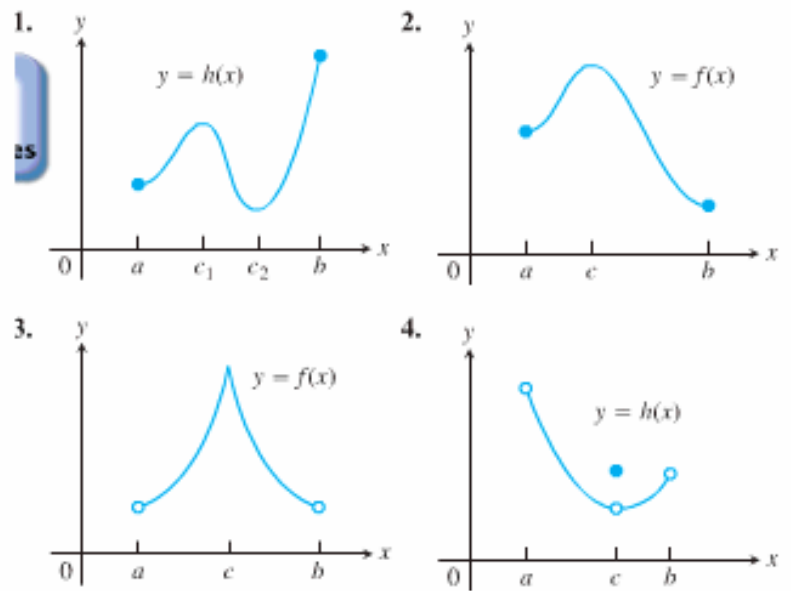 1.
y
y = h(x)
0
a
c₁
c₂
b
x
2.
y
y = f(x)
0
a
c
b
x
es
3.
y
y = f(x)
0
a
c
b
x
4.
y
y = h(x)
0
a
c
b
x